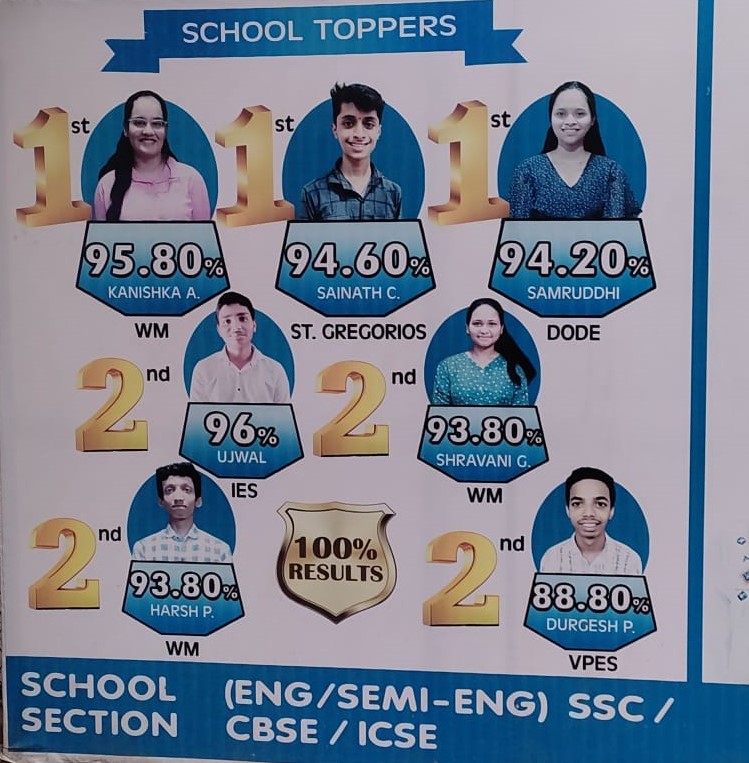 SCHOOL TOPPERS
1st
1st
1st
95.80%
KANISHKA A.
WM
94.60%
SAINATH C.
ST. GREGORIOS
94.20%
SAMRUDDHI
DODE
2nd
96%
UJWAL
IES
2nd
93.80%
SHRAVANI G.
WM
2nd
93.80%
HARSH P.
WM
100%
RESULTS
2nd
88.80%
DURGESH P.
VPES
SCHOOL SECTION
(ENG/SEMI-ENG) SSC /
CBSE / ICSE